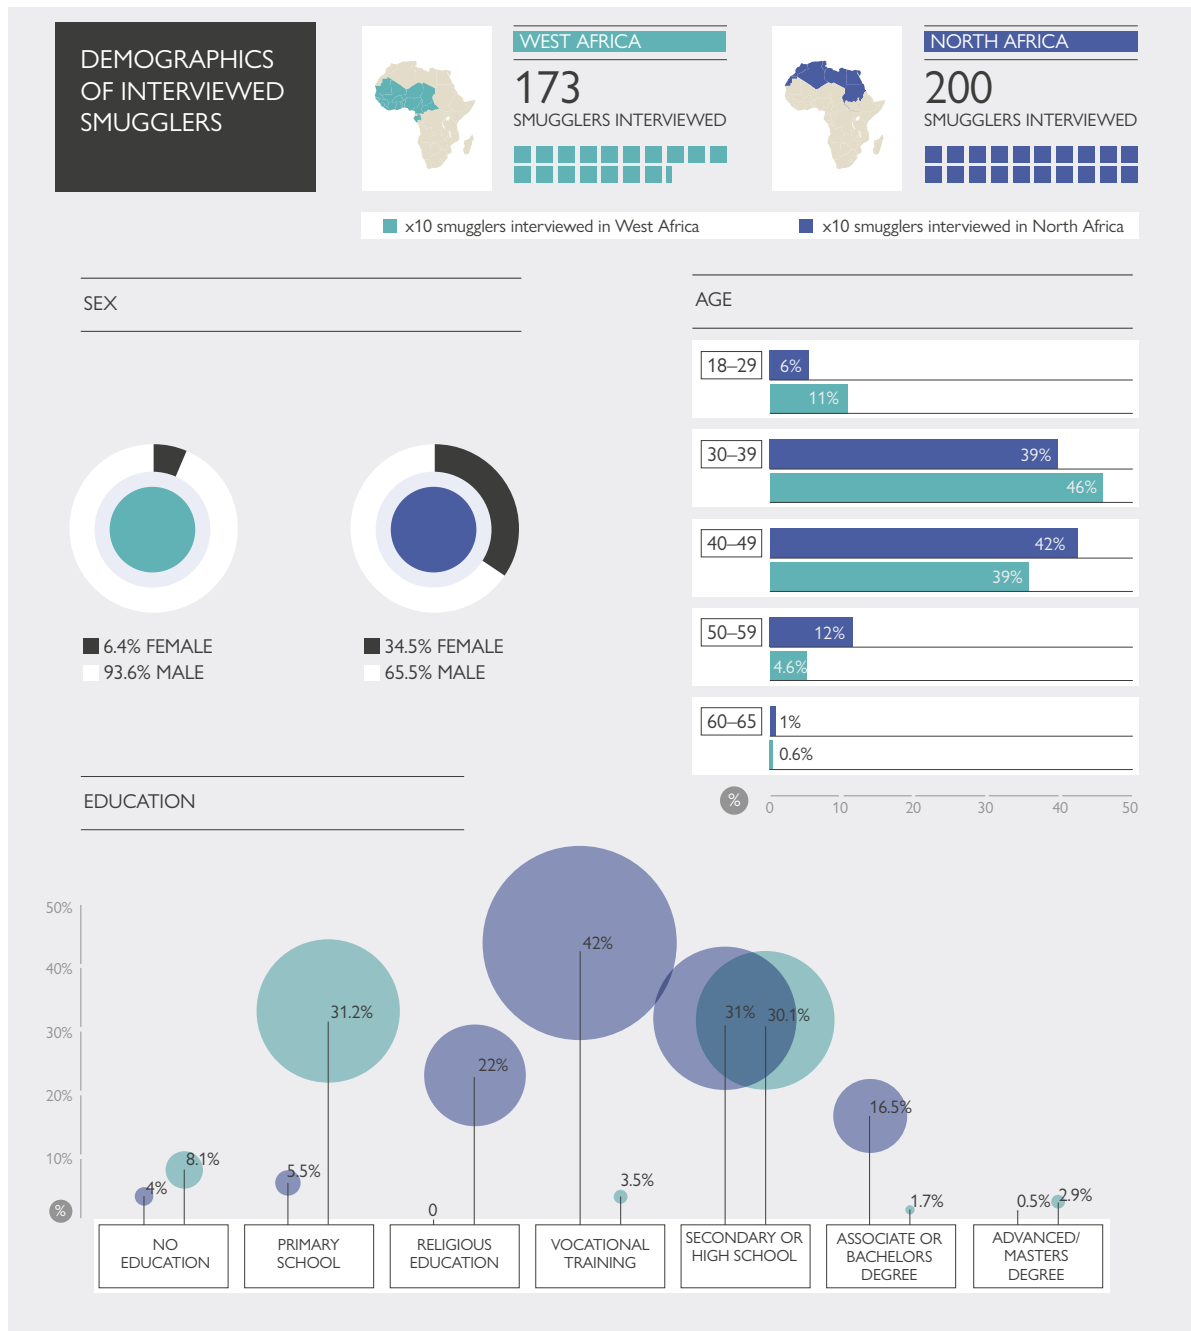 DEMOGRAPHICS
OF INTERVIEWED
SMUGGLERS
WEST AFRICA
173
SMUGGLERS INTERVIEWED
NORTH AFRICA
200
SMUGGLERS INTERVIEWED
x10 smugglers interviewed in West Africa
x10 smugglers interviewed in North Africa
SEX
6.4% FEMALE
93.6% MALE
34.5% FEMALE
65.5% MALE
AGE
18–29
6%
11%
30–39
39%
46%
40–49
42%
39%
50–59
12%
4.6%
60–65
1%
0.6%
%
0 10 20 30 40 50
EDUCATION
50%
40%
30%
20%
10%
%
4%
8.1%
5.5%
31.2%
0
22%
42%
3.5%
31%
30.1%
16.5%
1.7%
0.5%
2.9%
NO
EDUCATION
PRIMARY
SCHOOL
RELIGIOUS
EDUCATION
VOCATIONAL
TRAINING
SECONDARY OR
HIGH SCHOOL
ASSOCIATE OR
BACHELORS
DEGREE
ADVANCED/
MASTERS
DEGREE